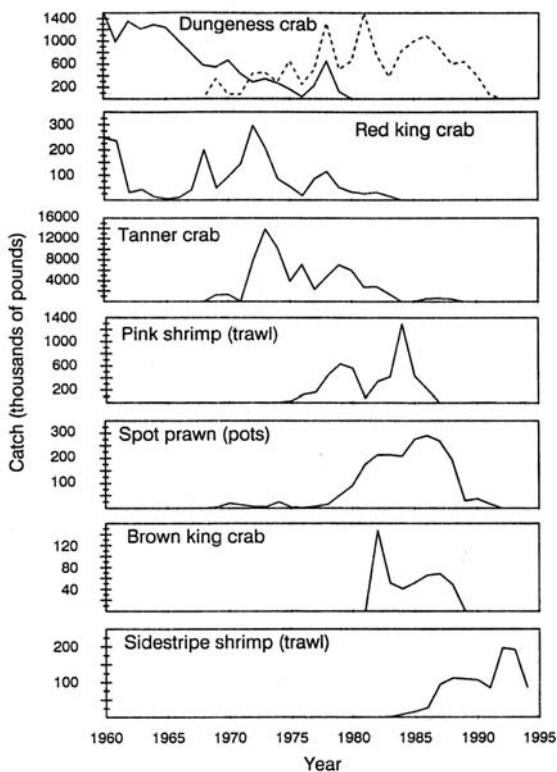 Dungeness crab
1400
1000
600
200
Red king crab
300
200
100
Tanner crab
16000
12000
8000
4000
Pink shrimp (trawl)
1400
1000
600
200
Spot prawn (pots)
300
200
100
Brown king crab
120
80
40
Sidestripe shrimp (trawl)
200
100
1960 1965 1970 1975 1980 1985 1990 1995
Year
Catch (thousands of pounds)